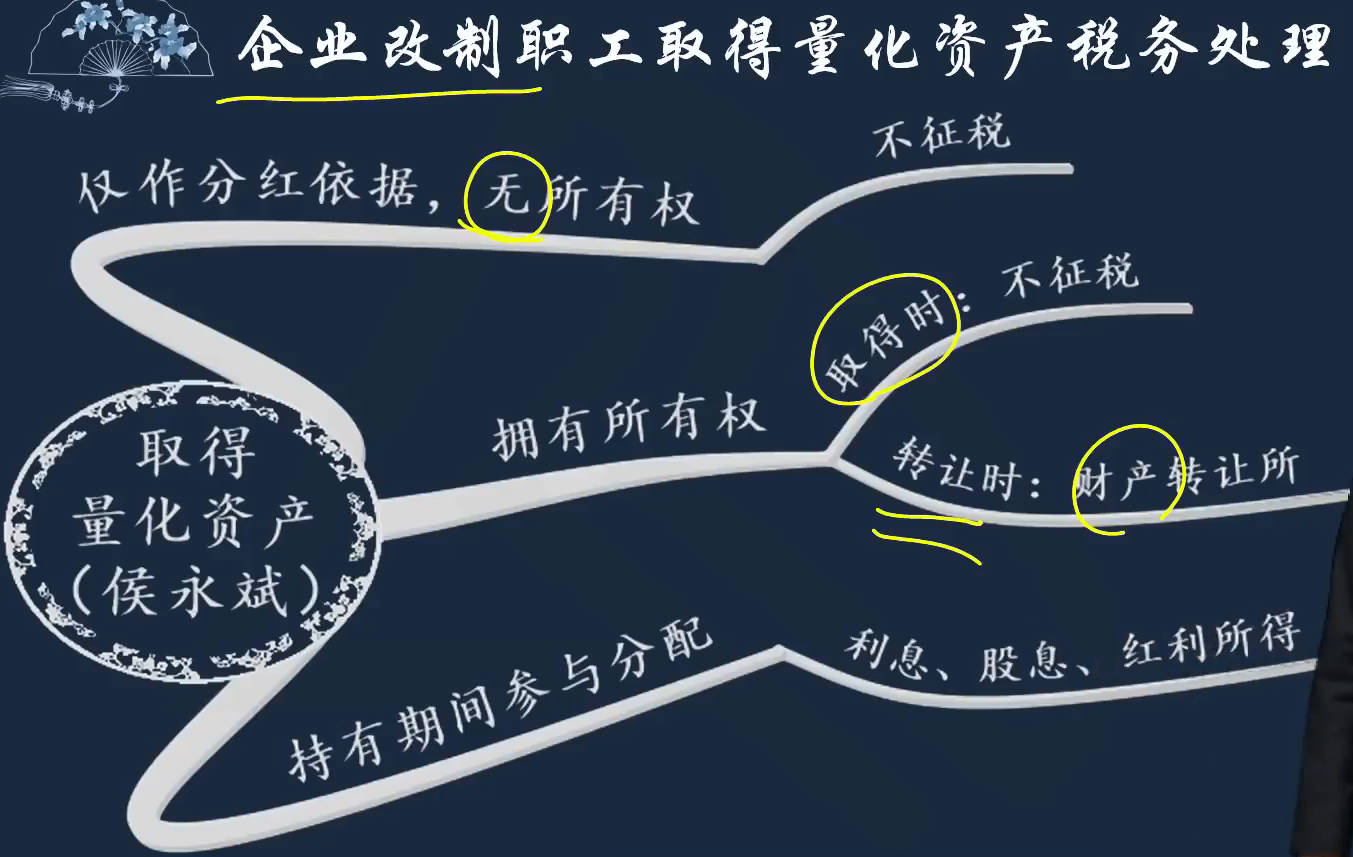 企业改制职工取得量化资产税务处理
不征税
仅作分红依据，无所有权
取得时：不征税
拥有所有权
转让时：财产转让所
取得
量化资产
（侯永斌）
持有期间参与分配
利息、股息、红利所得